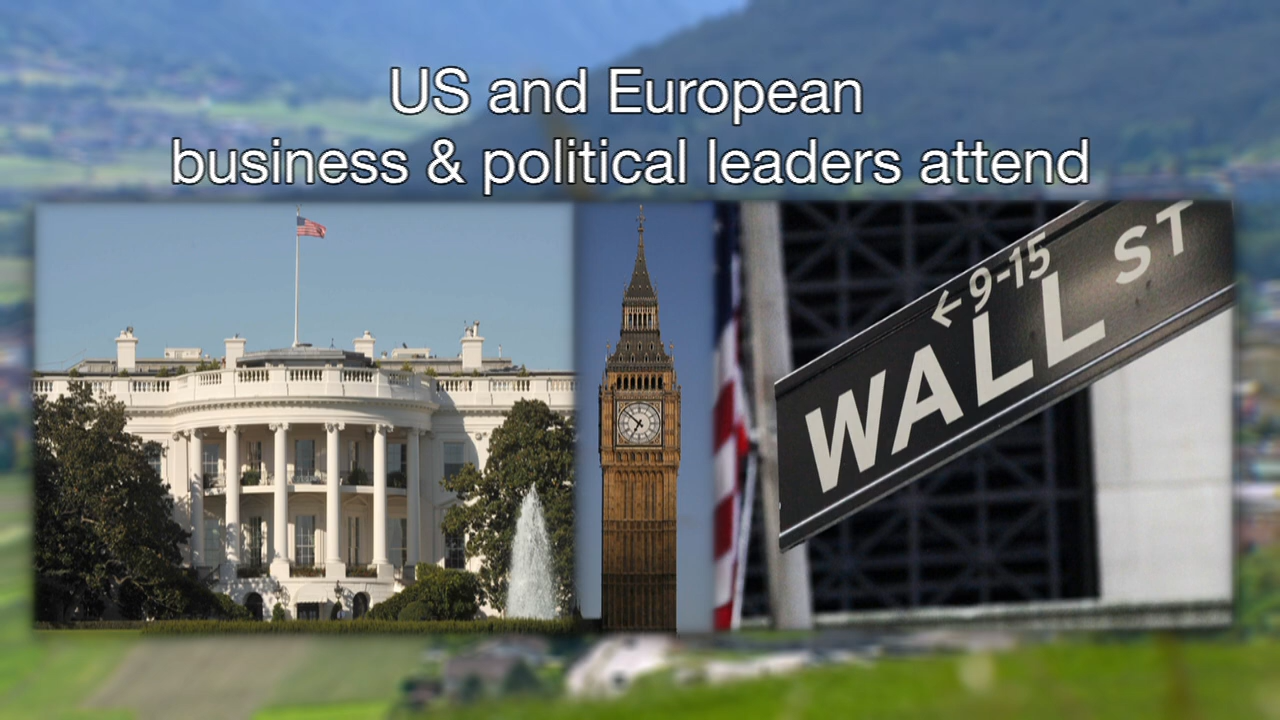 US and European
business & political leaders attend
←9-15
WALL ST